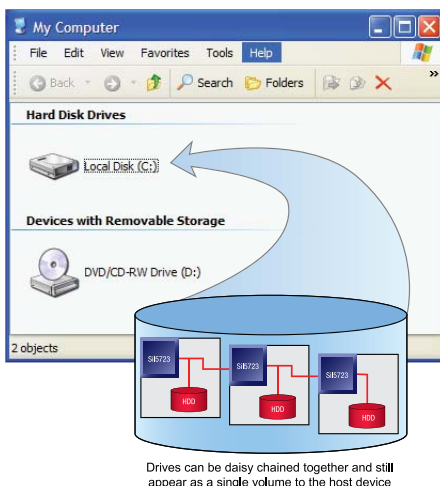 My Computer
File Edit View Favorites Tools Help
Back Search Folders »
Hard Disk Drives
Local Disk (C:)
Devices with Removable Storage
DVD/CD-RW Drive (D:)
2 objects
SiI5723
HDD
SiI5723
HDD
SiI5723
HDD
Drives can be daisy chained together and still
appear as a single volume to the host device